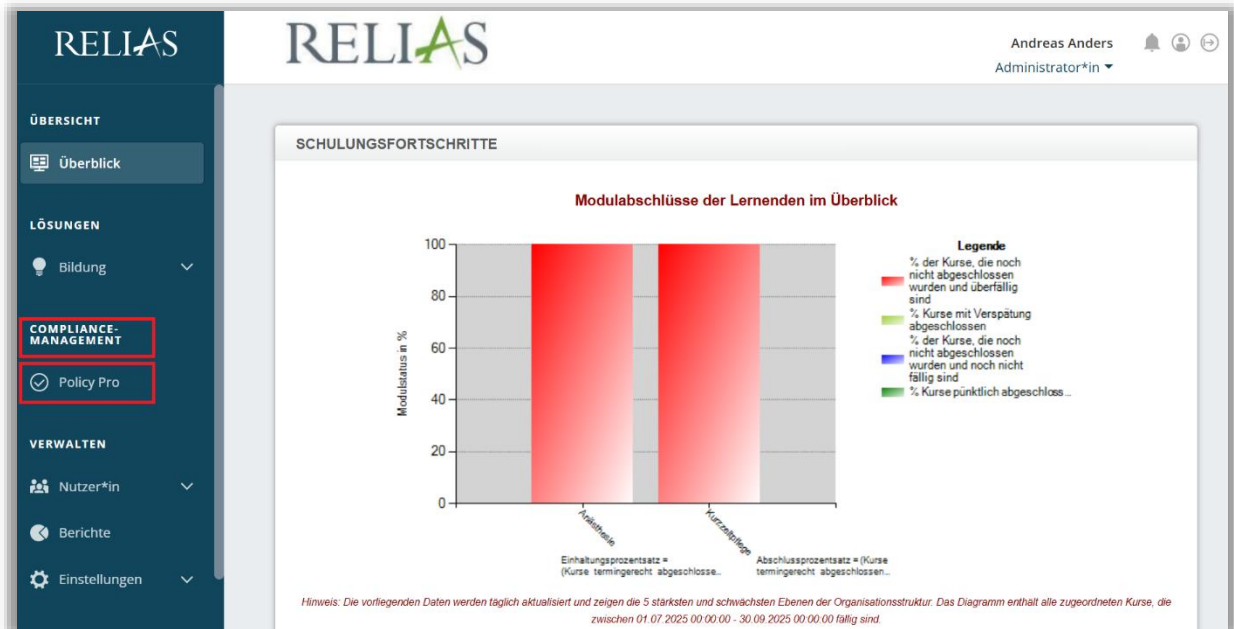 RELIAS
RELIAS
Andreas Anders
Administrator*in
ÜBERSICHT
Überblick
LÖSUNGEN
Bildung
COMPLIANCE-
MANAGEMENT
Policy Pro
VERWALTEN
Nutzer*in
Berichte
Einstellungen
SCHULUNGSFORTSCHRITTE
Modulabschlüsse der Lernenden im Überblick
Modulstatus in %
100
80
60
40
20
0
Anästhesie
Kurzzeitpflege
Einhaltungsprozentsatz =
(Kurse termingerecht abgeschlosse...
Abschlussprozentsatz = (Kurse
termingerecht abgeschlossen...
Legende
% der Kurse, die noch
nicht abgeschlossen
wurden und überfällig
sind
% Kurse mit Verspätung
abgeschlossen
% der Kurse, die noch
nicht abgeschlossen
wurden und noch nicht
fällig sind
% Kurse pünktlich abgeschloss...
Hinweis: Die vorliegenden Daten werden täglich aktualisiert und zeigen die 5 stärksten und schwächsten Ebenen der Organisationsstruktur. Das Diagramm enthält alle zugeordneten Kurse, die
zwischen 01.07.2025 00:00:00 - 30.09.2025 00:00:00 fällig sind.